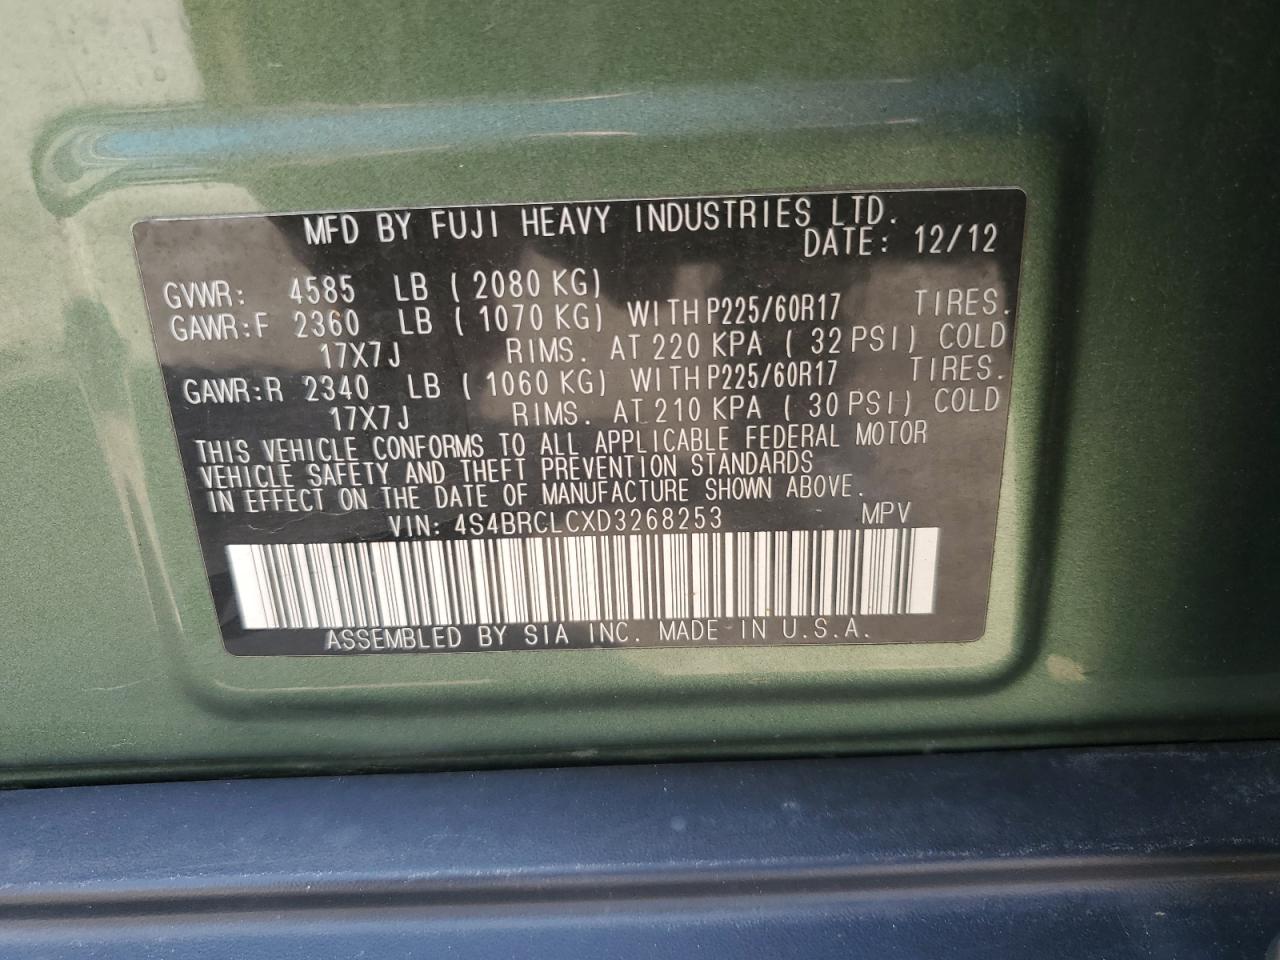 MFD BY FUJI HEAVY INDUSTRIES LTD.
DATE: 12/12
GVWR: 4585 LB ( 2080 KG)
GAWR:F 2360 LB ( 1070 KG) WITH P225/60R17 TIRES.
17X7J RIMS. AT 220 KPA ( 32 PSI) COLD
GAWR:R 2340 LB ( 1060 KG) WITH P225/60R17 TIRES.
17X7J RIMS. AT 210 KPA ( 30 PSI) COLD
THIS VEHICLE CONFORMS TO ALL APPLICABLE FEDERAL MOTOR
VEHICLE SAFETY AND THEFT PREVENTION STANDARDS
IN EFFECT ON THE DATE OF MANUFACTURE SHOWN ABOVE.
VIN: 4S4BRCLCXD3268253 MPV
ASSEMBLED BY SIA INC. MADE IN U.S.A.